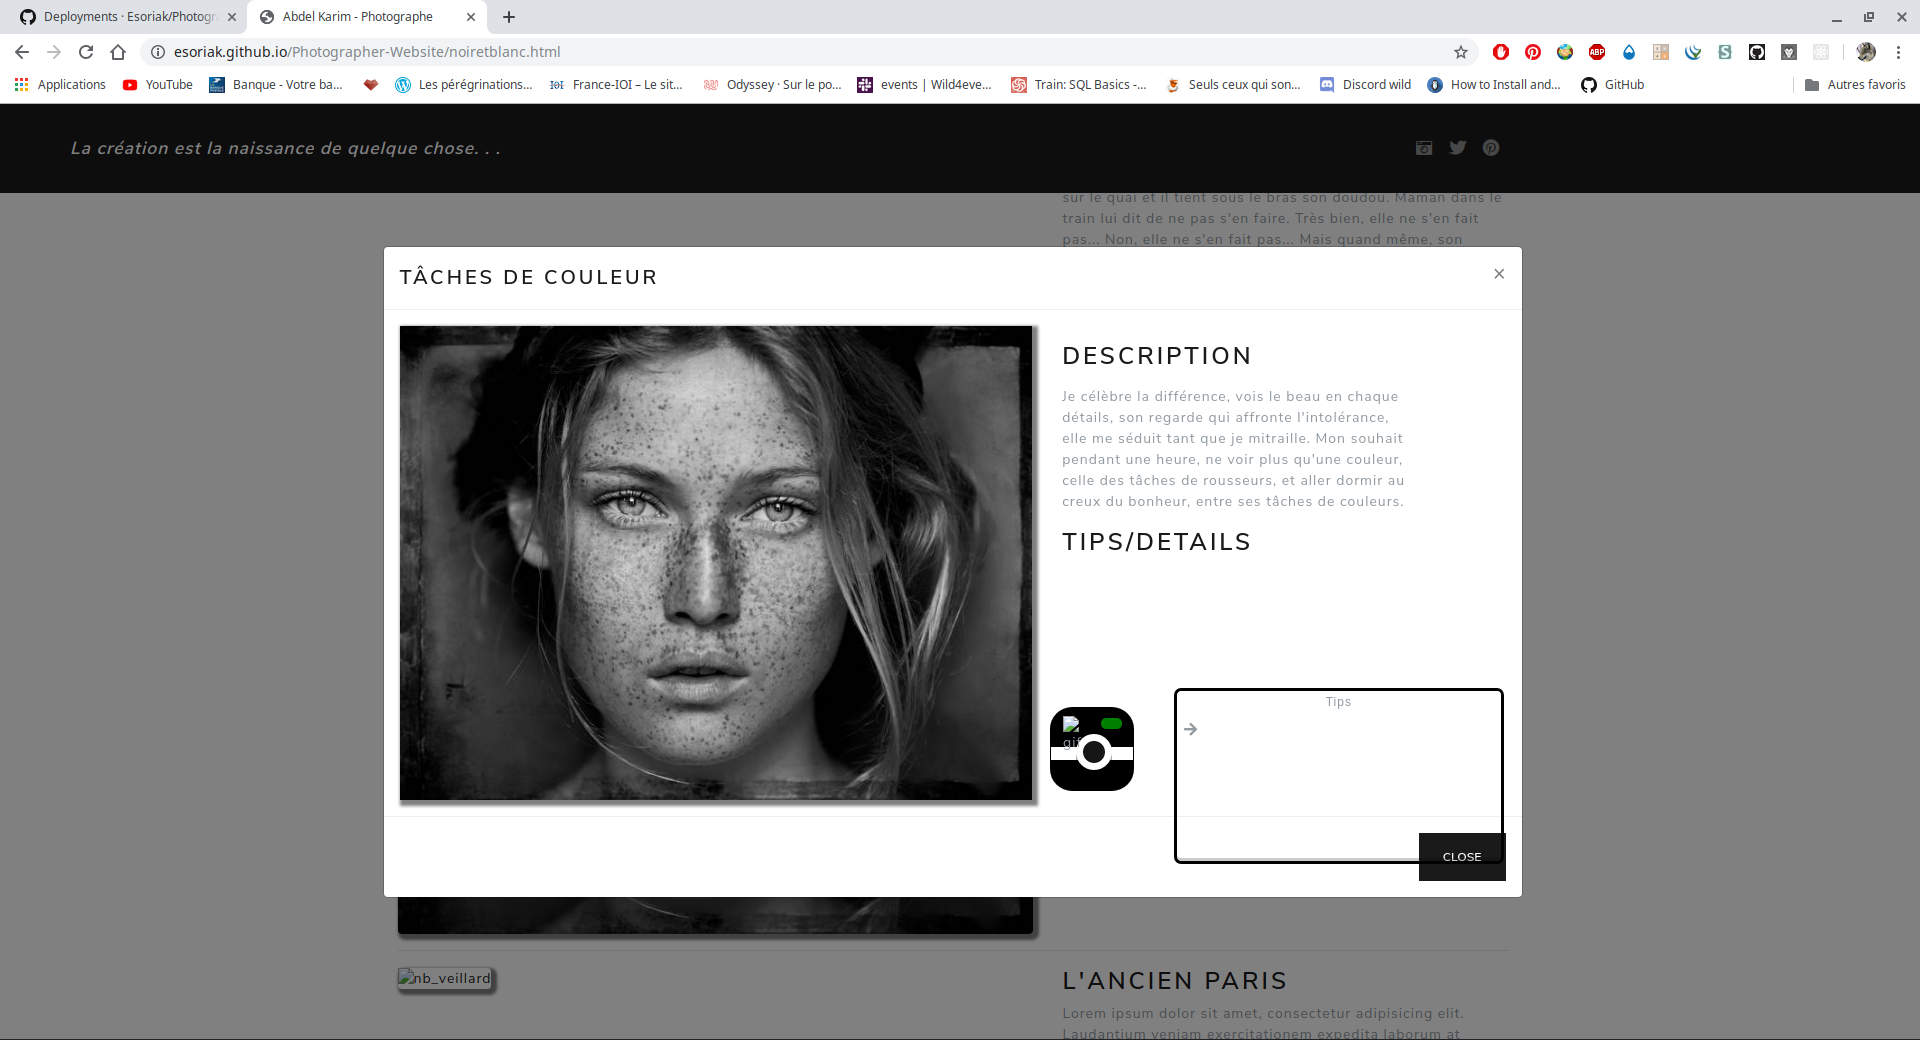 Deployments · Esoriak/Photogr
Abdel Karim - Photographe
esoriak.github.io/Photographer-Website/noiretblanc.html
ABP
Applications
YouTube
Banque - Votre ba...
Les pérégrinations...
IOI
France-IOI – Le sit...
Odyssey · Sur le po...
events | Wild4eve...
Train: SQL Basics -...
Seuls ceux qui son...
Discord wild
How to Install and...
GitHub
Autres favoris
La création est la naissance de quelque chose. . .
sur le quai et il tient sous le bras son doudou. Maman dans le
train lui dit de ne pas s'en faire. Très bien, elle ne s'en fait
pas... Non, elle ne s'en fait pas... Mais quand même, son
TÂCHES DE COULEUR
×
DESCRIPTION
Je célèbre la différence, vois le beau en chaque
détails, son regarde qui affronte l'intolérance,
elle me séduit tant que je mitraille. Mon souhait
pendant une heure, ne voir plus qu'une couleur,
celle des tâches de rousseurs, et aller dormir au
creux du bonheur, entre ses tâches de couleurs.
TIPS/DETAILS
Tips
gif
CLOSE
nb_veillard
L'ANCIEN PARIS
Lorem ipsum dolor sit amet, consectetur adipisicing elit.
Laudantium veniam exercitationem expedita laborum at